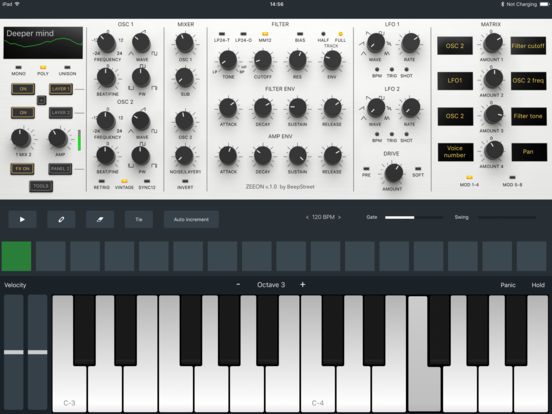 iPad 14:56 Not Charging
OSC 1 MIXER FILTER LFO 1 MATRIX
Deeper mind
LP24-T LP24-D MM12 BIAS HALF FULL
TRACK
OSC 2 Filter cutoff
-12 12
-24 24
FREQUENCY WAVE OSC 1 TONE CUTOFF RES ENV WAVE RATE AMOUNT 1
LP HP
MONO POLY UNISON
BPM TRIG SHOT
LFO1 OSC 2 freq
ON LAYER 1
BEAT/FINE PW SUB FILTER ENV LFO 2 AMOUNT 2
OSC 2
ON LAYER 2
ATTACK DECAY SUSTAIN RELEASE
OSC 2 Filter tone
FREQUENCY WAVE OSC 2 AMP ENV WAVE RATE AMOUNT 3
BPM TRIG SHOT
1 MIX 2 AMP
Voice number Pan
DRIVE
FX ON PANEL 2
BEAT/FINE PW NOISE/LAYER1 ATTACK DECAY SUSTAIN RELEASE PRE SOFT AMOUNT 4
TOOLS
RETRIG VINTAGE SYNC12 INVERT ZEEON v.1.0 by BeepStreet AMOUNT MOD 1-4 MOD 5-8
Tie Auto increment < 120 BPM > Gate Swing
Velocity - Octave 3 + Panic Hold
C-3 C-4